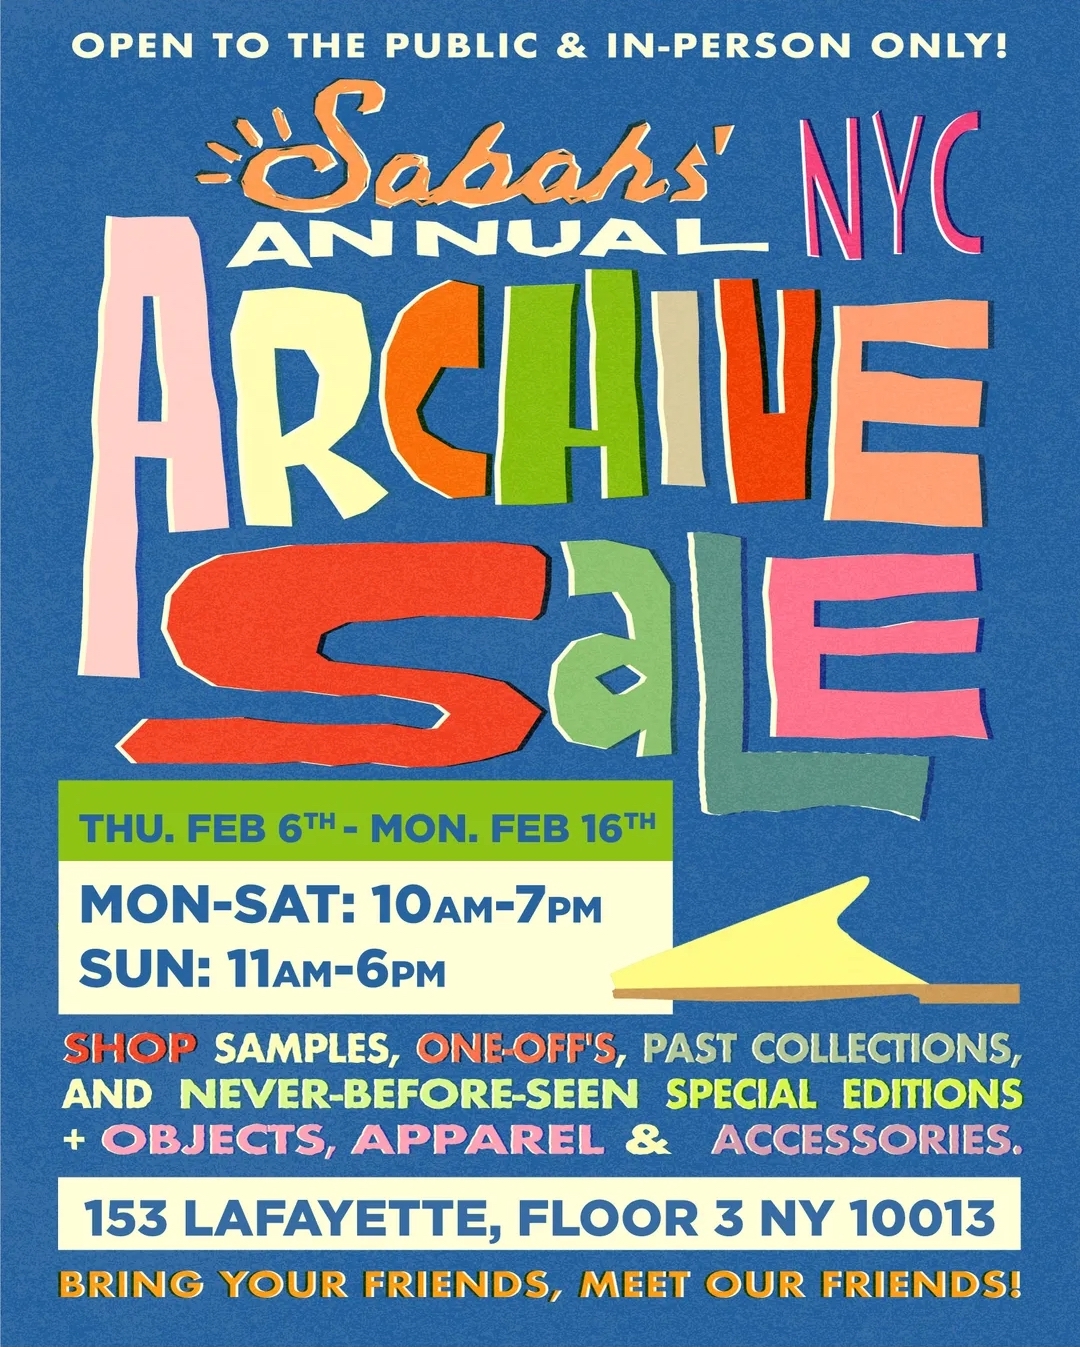 OPEN TO THE PUBLIC & IN-PERSON ONLY!
Sabahs' NYC
ANNUAL
ARCHIVE
SaLE
THU. FEB 6TH - MON. FEB 16TH
MON-SAT: 10AM-7PM
SUN: 11AM-6PM
SHOP SAMPLES, ONE-OFF'S, PAST COLLECTIONS,
AND NEVER-BEFORE-SEEN SPECIAL EDITIONS
+ OBJECTS, APPAREL & ACCESSORIES.
153 LAFAYETTE, FLOOR 3 NY 10013
BRING YOUR FRIENDS, MEET OUR FRIENDS!